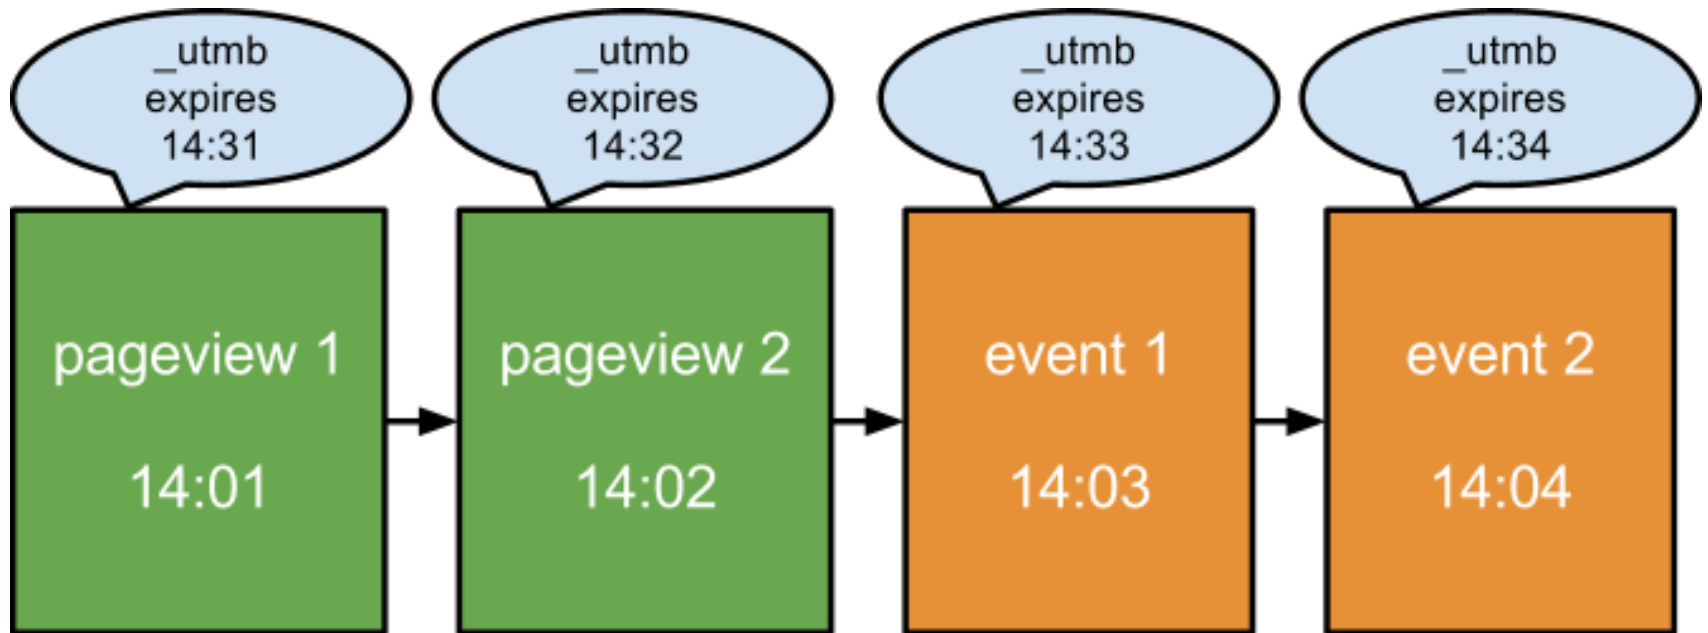 _utmb
expires
14:31
_utmb
expires
14:32
_utmb
expires
14:33
_utmb
expires
14:34
pageview 1
14:01
pageview 2
14:02
event 1
14:03
event 2
14:04